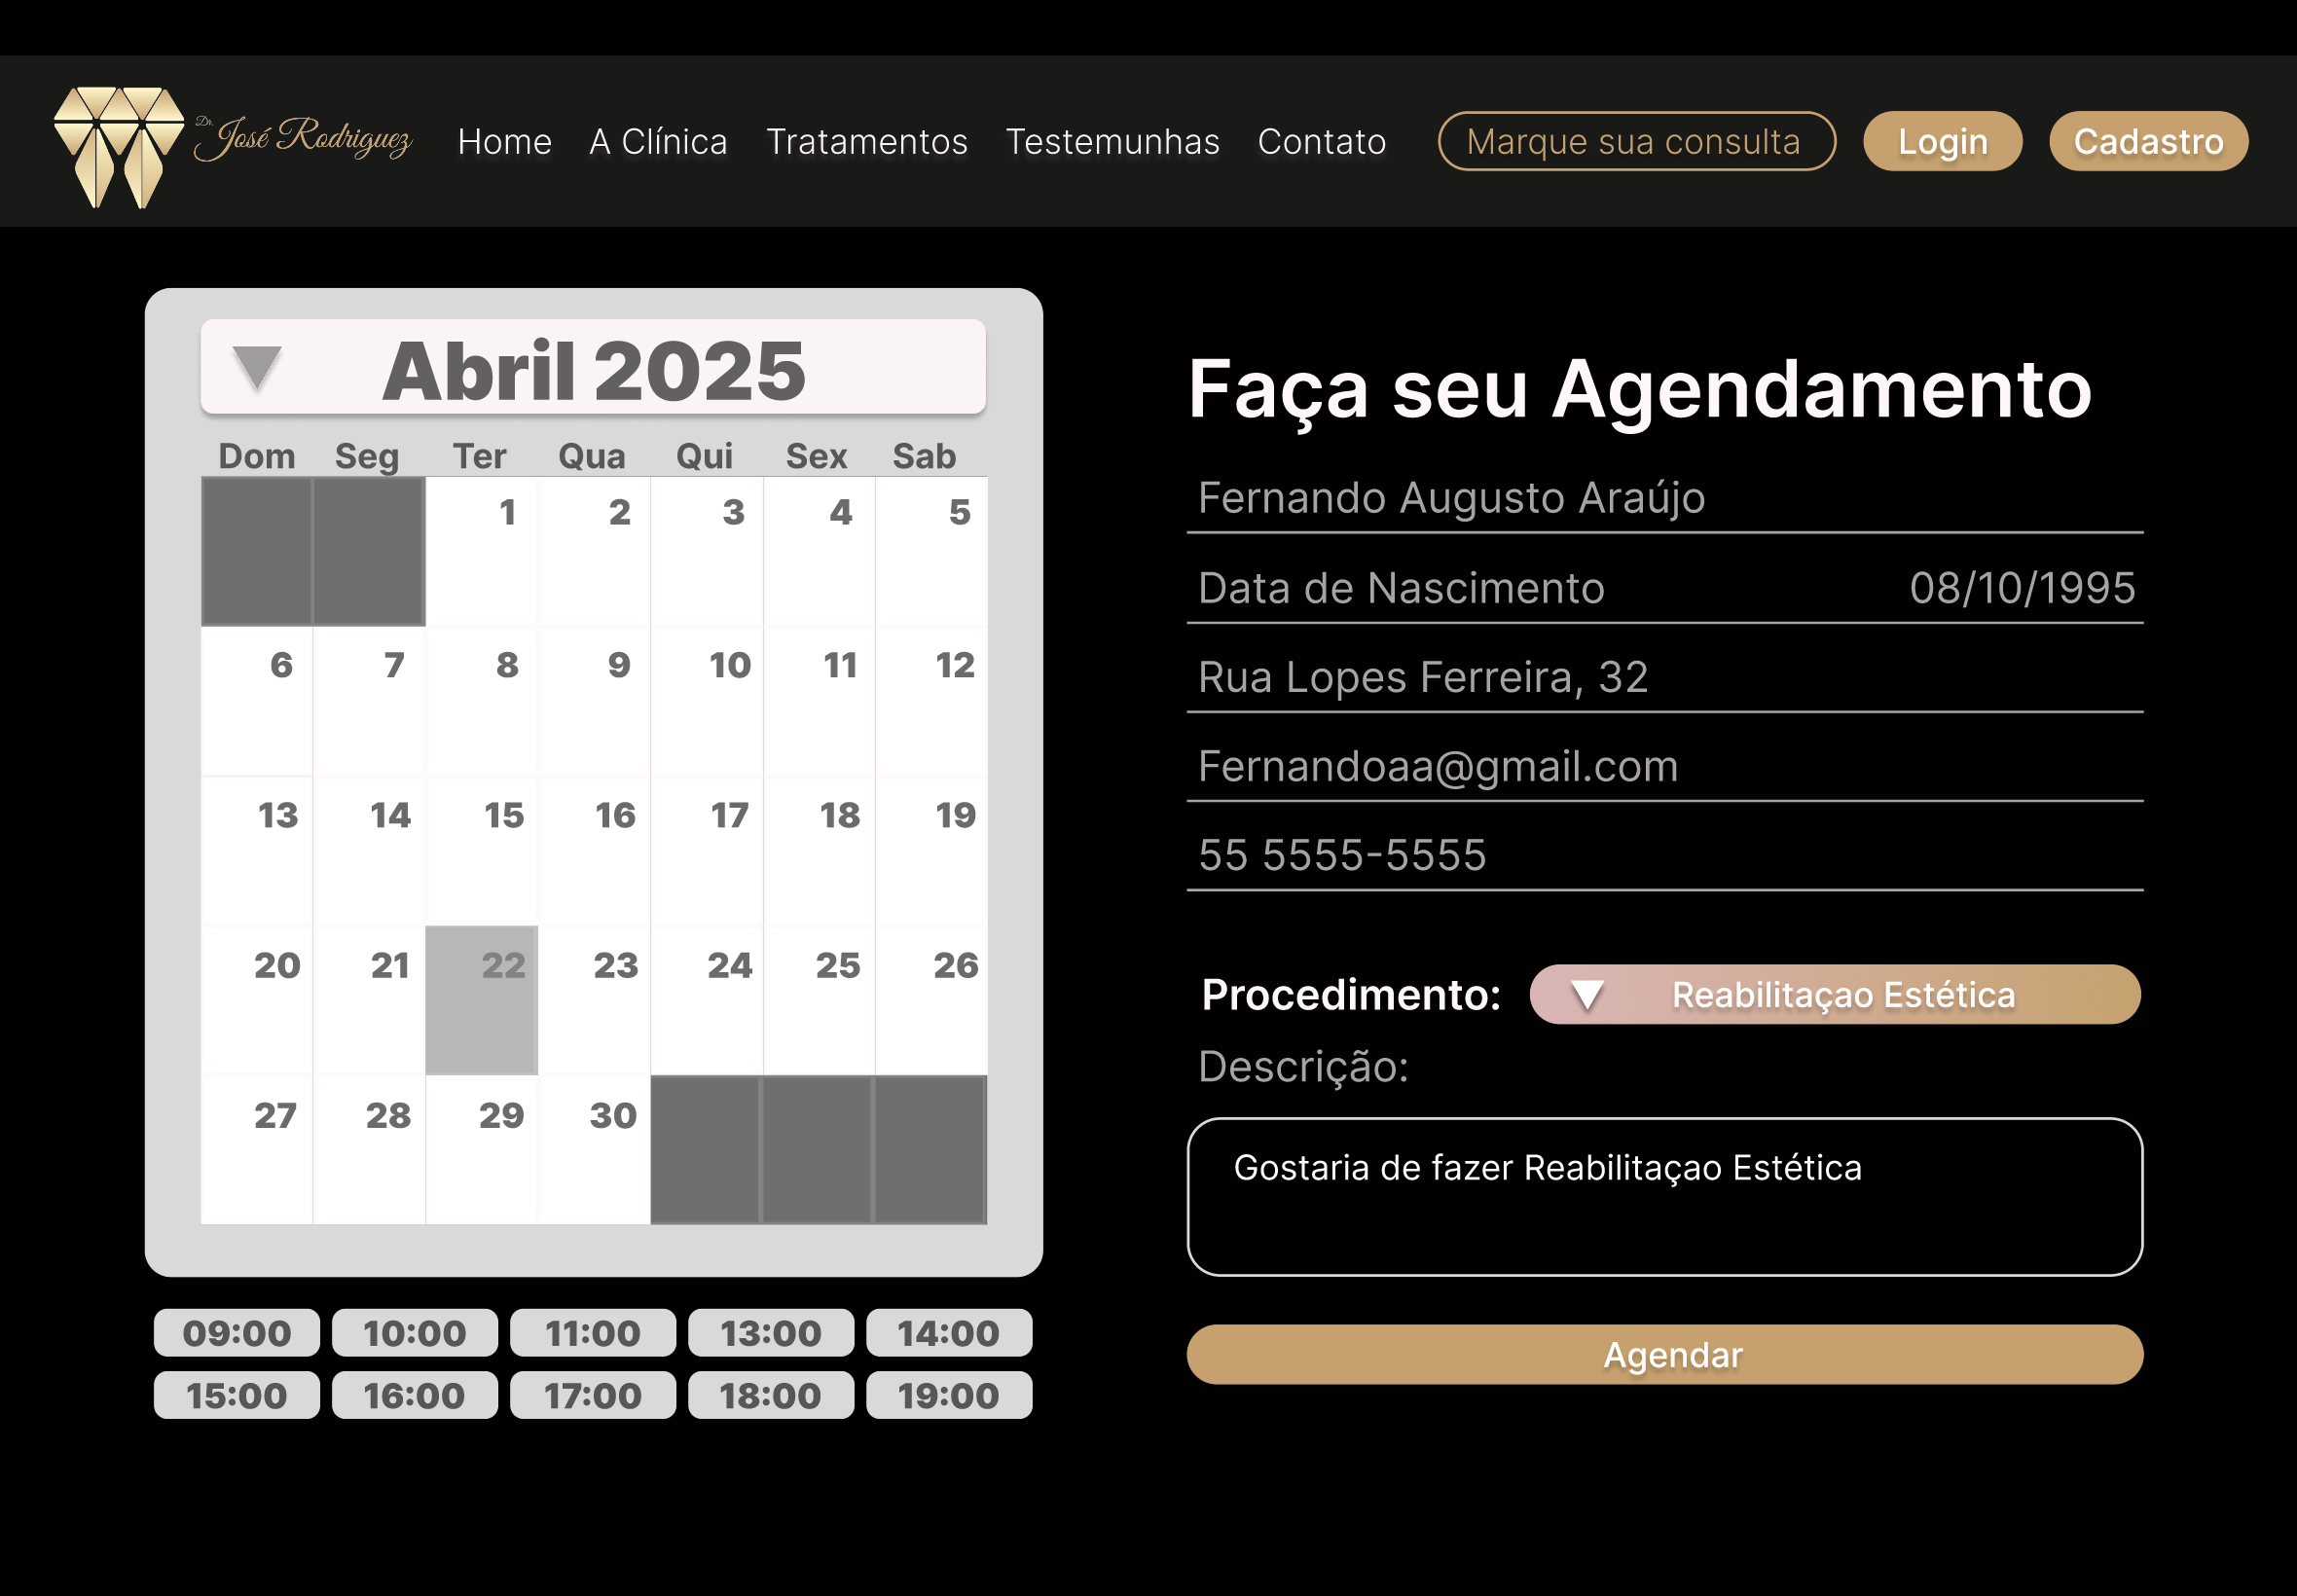 Dr. José Rodriguez
Home A Clínica Tratamentos Testemunhas Contato Marque sua consulta Login Cadastro
Abril 2025
Dom Seg Ter Qua Qui Sex Sab
1 2 3 4 5
6 7 8 9 10 11 12
13 14 15 16 17 18 19
20 21 22 23 24 25 26
27 28 29 30
09:00 10:00 11:00 13:00 14:00
15:00 16:00 17:00 18:00 19:00
Faça seu Agendamento
Fernando Augusto Araújo
Data de Nascimento 08/10/1995
Rua Lopes Ferreira, 32
Fernandoaa@gmail.com
55 5555-5555
Procedimento: Reabilitaçao Estética
Descrição:
Gostaria de fazer Reabilitaçao Estética
Agendar